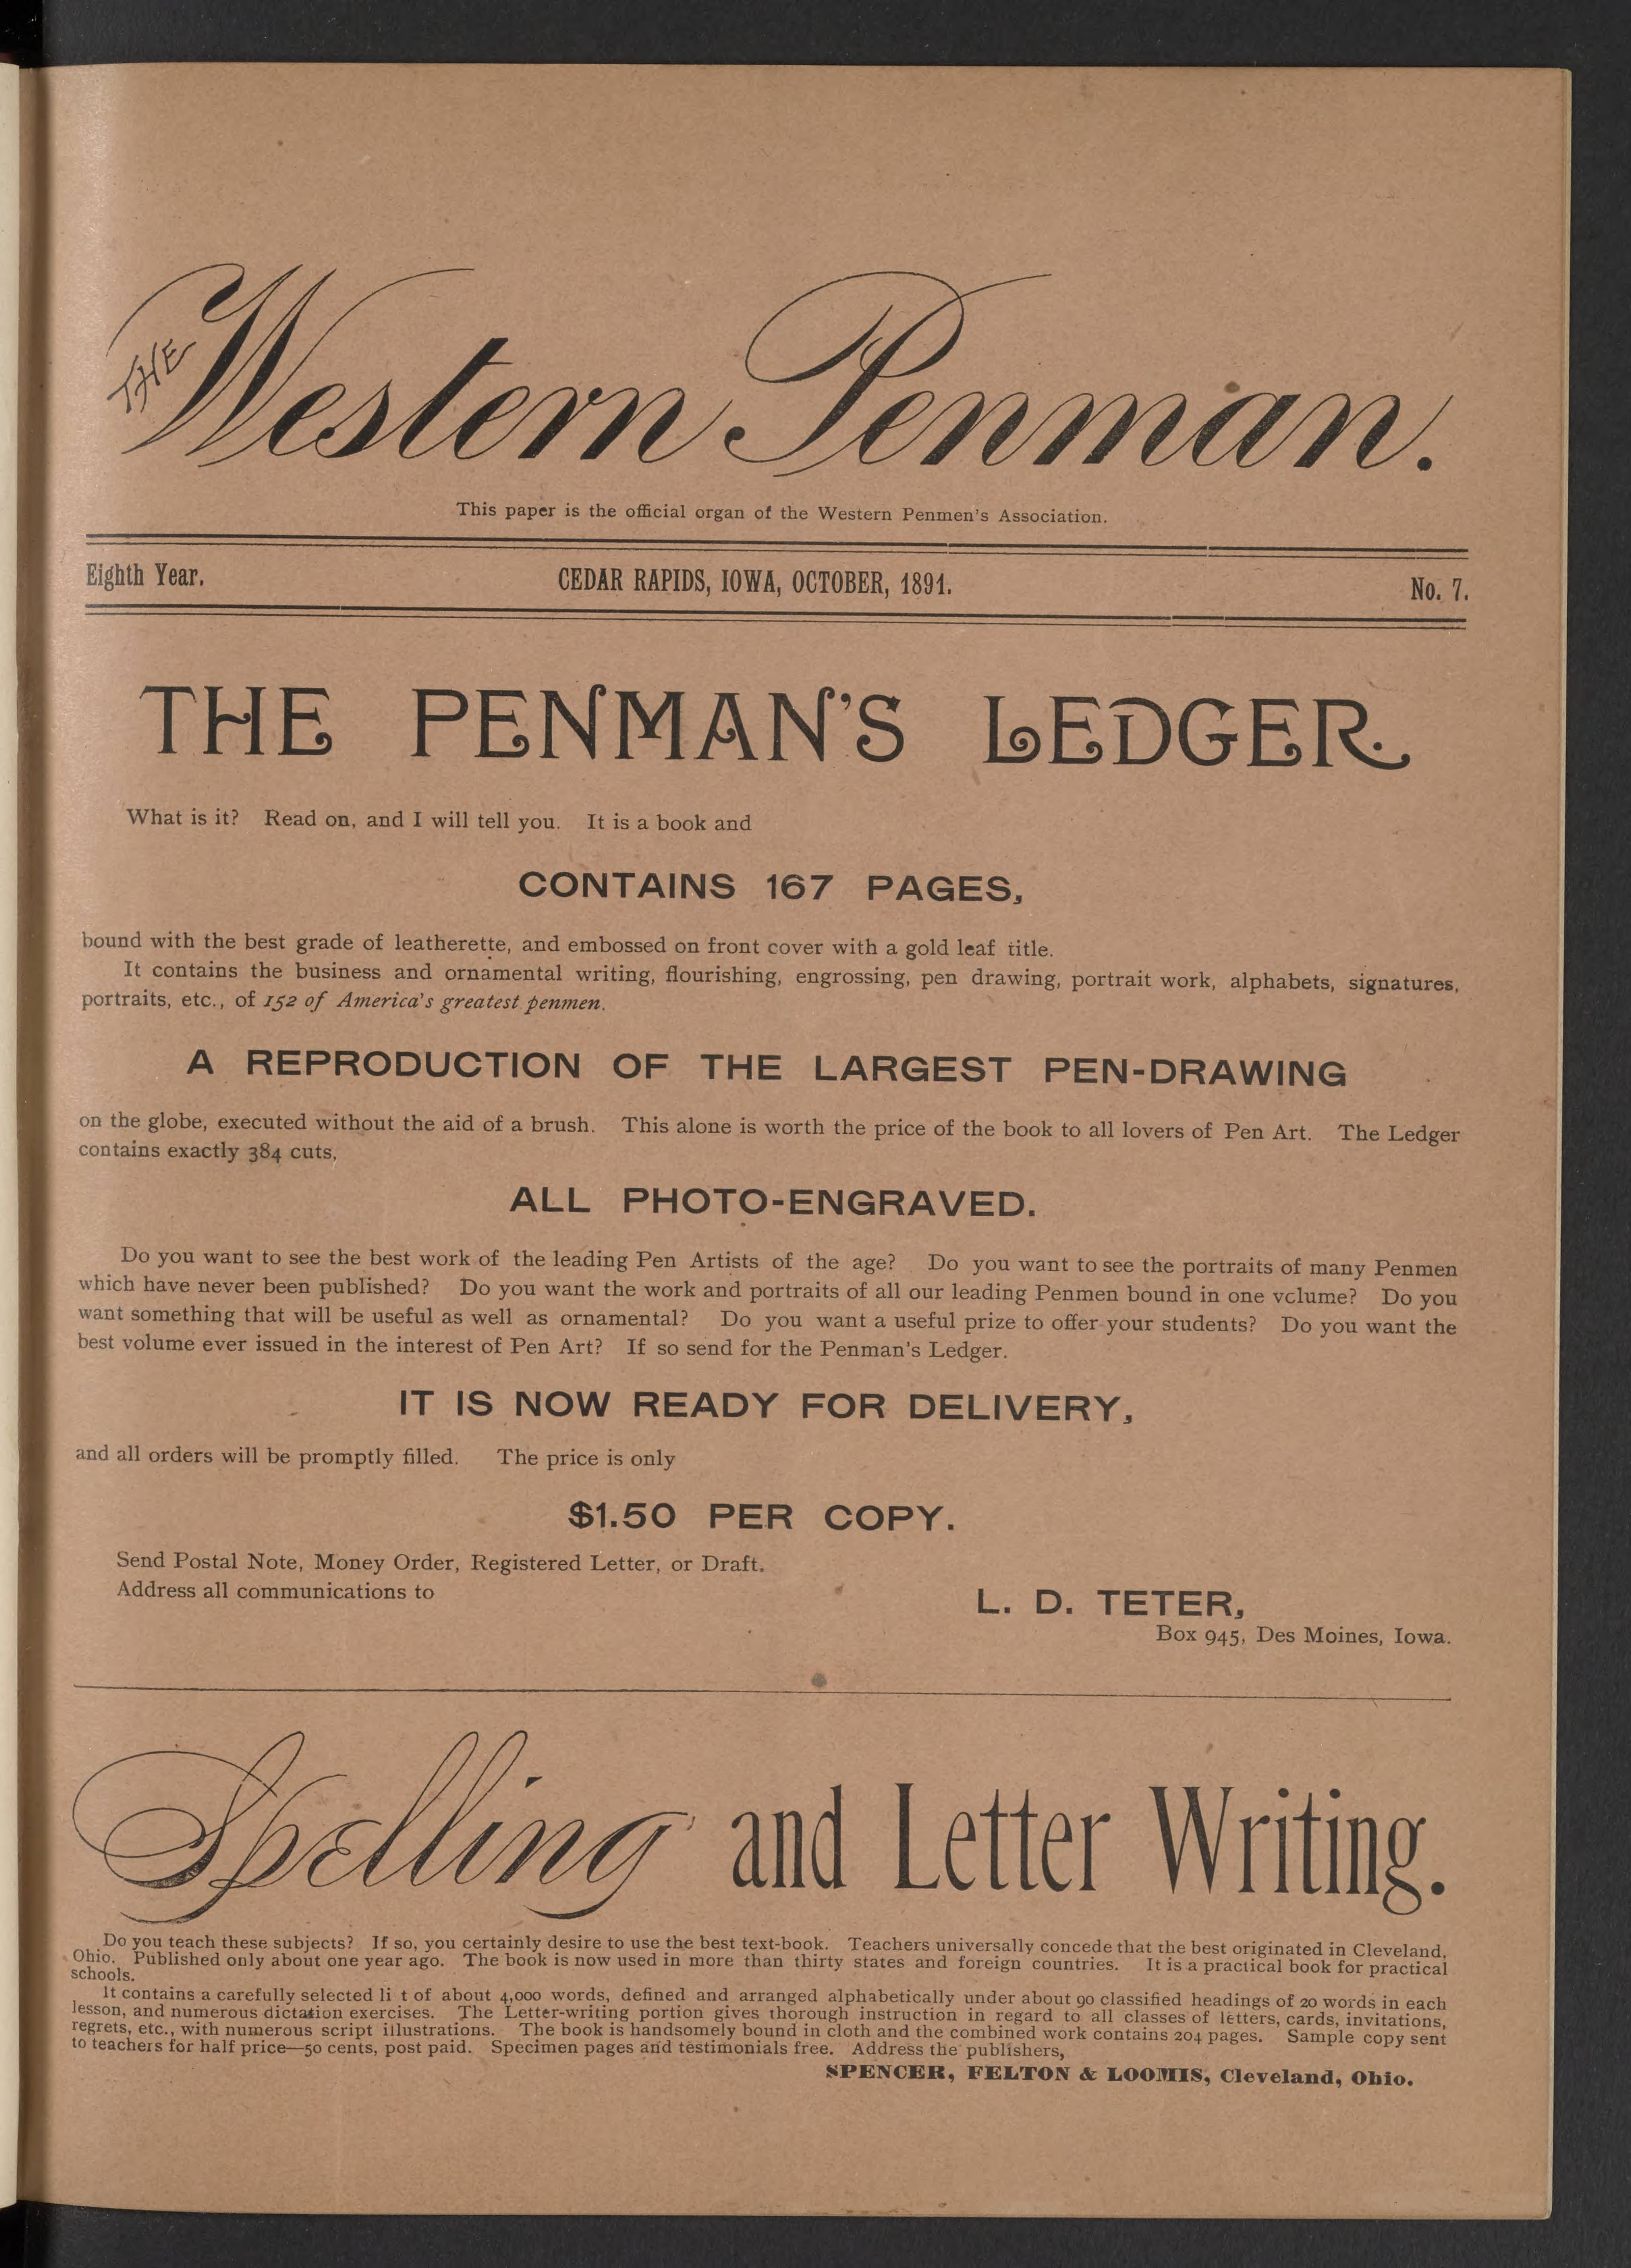 THE Western Penman.
This paper is the official organ of the Western Penmen's Association.
Eighth Year. CEDAR RAPIDS, IOWA, OCTOBER, 1891. No. 7.
THE PENMAN'S LEDGER.
What is it? Read on, and I will tell you. It is a book and
CONTAINS 167 PAGES,
bound with the best grade of leatherette, and embossed on front cover with a gold leaf title.
It contains the business and ornamental writing, flourishing, engrossing, pen drawing, portrait work, alphabets, signatures,
portraits, etc., of 152 of America's greatest penmen.
A REPRODUCTION OF THE LARGEST PEN-DRAWING
on the globe, executed without the aid of a brush. This alone is worth the price of the book to all lovers of Pen Art. The Ledger
contains exactly 384 cuts,
ALL PHOTO-ENGRAVED.
Do you want to see the best work of the leading Pen Artists of the age? Do you want to see the portraits of many Penmen
which have never been published? Do you want the work and portraits of all our leading Penmen bound in one vclume? Do you
want something that will be useful as well as ornamental? Do you want a useful prize to offer your students? Do you want the
best volume ever issued in the interest of Pen Art? If so send for the Penman's Ledger.
IT IS NOW READY FOR DELIVERY,
and all orders will be promptly filled. The price is only
$1.50 PER COPY.
Send Postal Note, Money Order, Registered Letter, or Draft.
Address all communications to
L. D. TETER,
Box 945, Des Moines, Iowa.
Spelling and Letter Writing.
Do you teach these subjects? If so, you certainly desire to use the best text-book. Teachers universally concede that the best originated in Cleveland,
Ohio. Published only about one year ago. The book is now used in more than thirty states and foreign countries. It is a practical book for practical
schools.
It contains a carefully selected li t of about 4,000 words, defined and arranged alphabetically under about 90 classified headings of 20 words in each
lesson, and numerous dictation exercises. The Letter-writing portion gives thorough instruction in regard to all classes of letters, cards, invitations,
regrets, etc., with numerous script illustrations. The book is handsomely bound in cloth and the combined work contains 204 pages. Sample copy sent
to teachers for half price—50 cents, post paid. Specimen pages and testimonials free. Address the publishers,
SPENCER, FELTON & LOOMIS, Cleveland, Ohio.